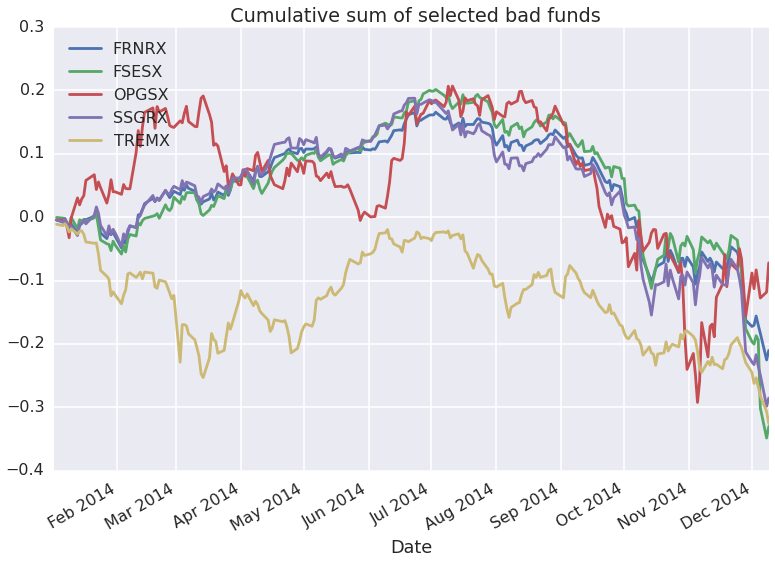 Cumulative sum of selected bad funds
0.3
0.2
0.1
0.0
−0.1
−0.2
−0.3
−0.4
FRNRX
FSESX
OPGSX
SSGRX
TREMX
Feb 2014
Mar 2014
Apr 2014
May 2014
Jun 2014
Jul 2014
Aug 2014
Sep 2014
Oct 2014
Nov 2014
Dec 2014
Date